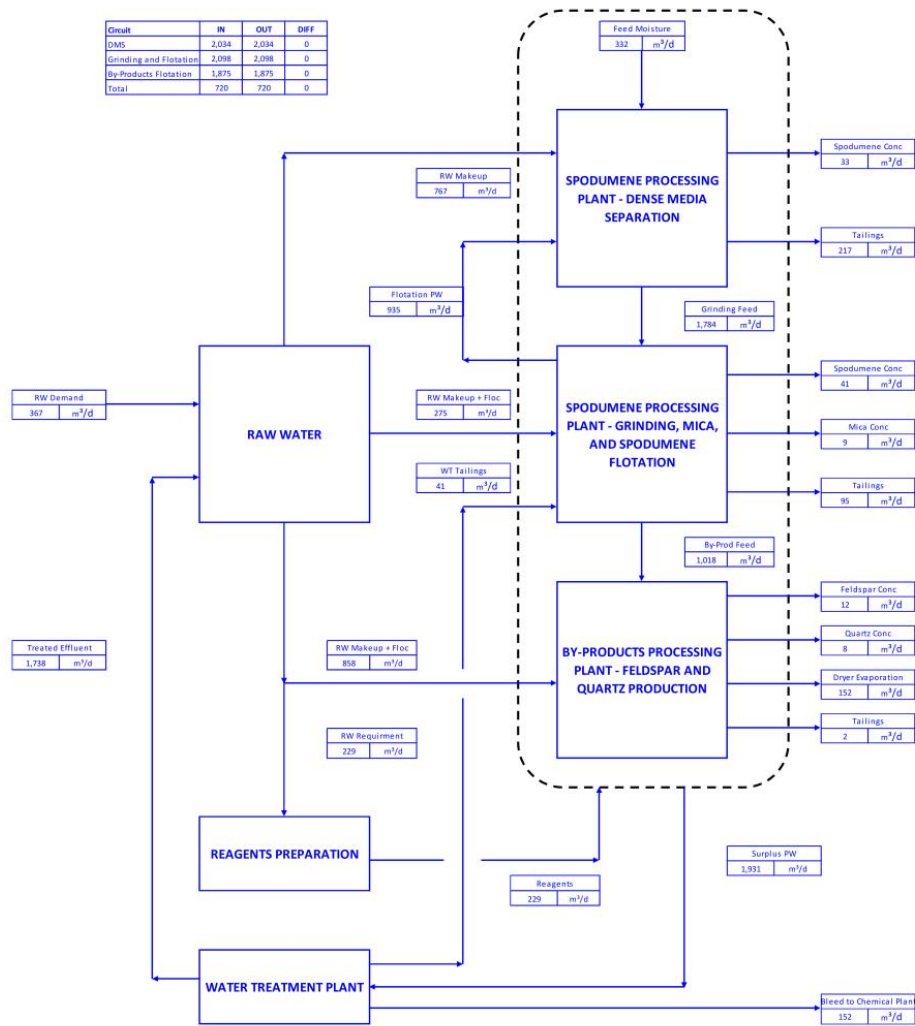 Circuit IN OUT DIFF
DMS 2,034 2,034 0
Grinding and Flotation 2,098 2,098 0
By-Products Flotation 1,875 1,875 0
Total 720 720 0
Feed Moisture
332 m³/d
RW Makeup
767 m³/d
SPODUMENE PROCESSING
PLANT - DENSE MEDIA
SEPARATION
Spodumene Conc
33 m³/d
Tailings
217 m³/d
Flotation PW
935 m³/d
Grinding Feed
1,784 m³/d
RW Demand
367 m³/d
RAW WATER
RW Makeup + Floc
275 m³/d
WT Tailings
41 m³/d
SPODUMENE PROCESSING
PLANT - GRINDING, MICA,
AND SPODUMENE
FLOTATION
Spodumene Conc
41 m³/d
Mica Conc
9 m³/d
Tailings
95 m³/d
By-Prod Feed
1,018 m³/d
Treated Effluent
1,738 m³/d
RW Makeup + Floc
858 m³/d
BY-PRODUCTS PROCESSING
PLANT - FELDSPAR AND
QUARTZ PRODUCTION
Feldspar Conc
12 m³/d
Quartz Conc
8 m³/d
Dryer Evaporation
152 m³/d
Tailings
2 m³/d
RW Requirment
229 m³/d
REAGENTS PREPARATION
Reagents
229 m³/d
Surplus PW
1,931 m³/d
WATER TREATMENT PLANT
Bleed to Chemical Plant
152 m³/d